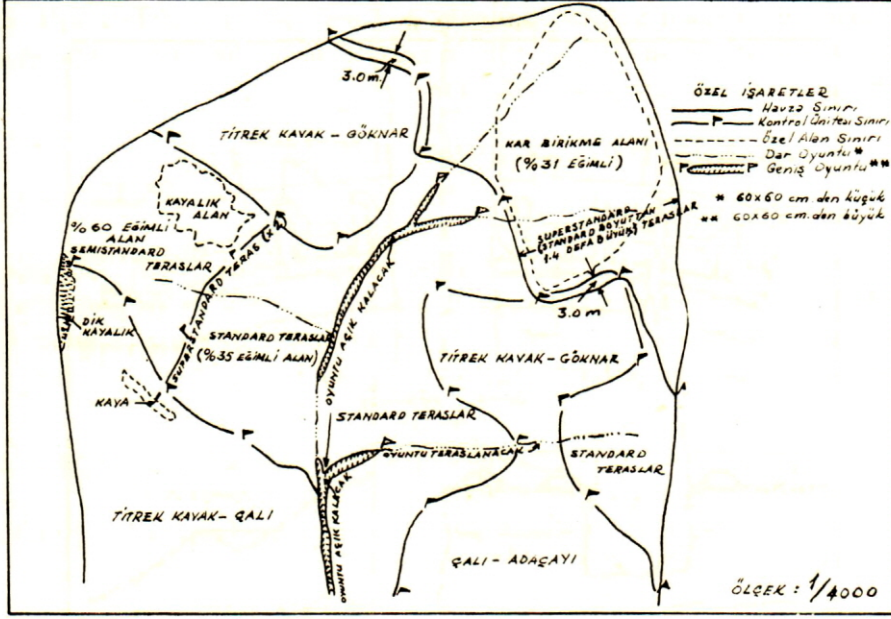 3.0 m.
TİTREK KAVAK - GÖKNAR
KAR BİRİKME ALANI
(%31 EĞİMLİ)
ÖZEL İŞARETLER
Havza Sınırı
Kontrol Ünitesi Sınırı
Özel Alan Sınırı
Dar Oyuntu *
Geniş Oyuntu **
* 60x60 cm. den küçük
** 60x60 cm. den büyük
KAYALIK
ALAN
% 60 EĞİMLİ
ALAN
SEMISTANDARD
TERASLAR
SUPERSTANDARD TERAS
SUPERSTANDARD
(STANDARD BOYUTTAN
1.4 DEFA BÜYÜK) TERASLAR
3.0 m
DİK
KAYALIK
STANDARD TERASLAR
(%35 EĞİMLİ ALAN)
OYUNTU AÇIK KALACAK
TİTREK KAVAK - GÖKNAR
KAYA
STANDARD TERASLAR
OYUNTU TERASLANACAK
STANDARD
TERASLAR
TİTREK KAVAK - ÇALI
OYUNTU AÇIK KALACAK
ÇALI - ADAÇAYI
ÖLÇEK : 1/4000